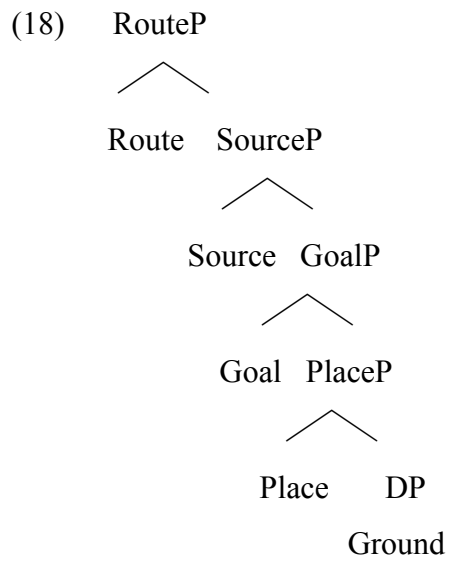 (18) RouteP
Route SourceP
Source GoalP
Goal PlaceP
Place DP
Ground